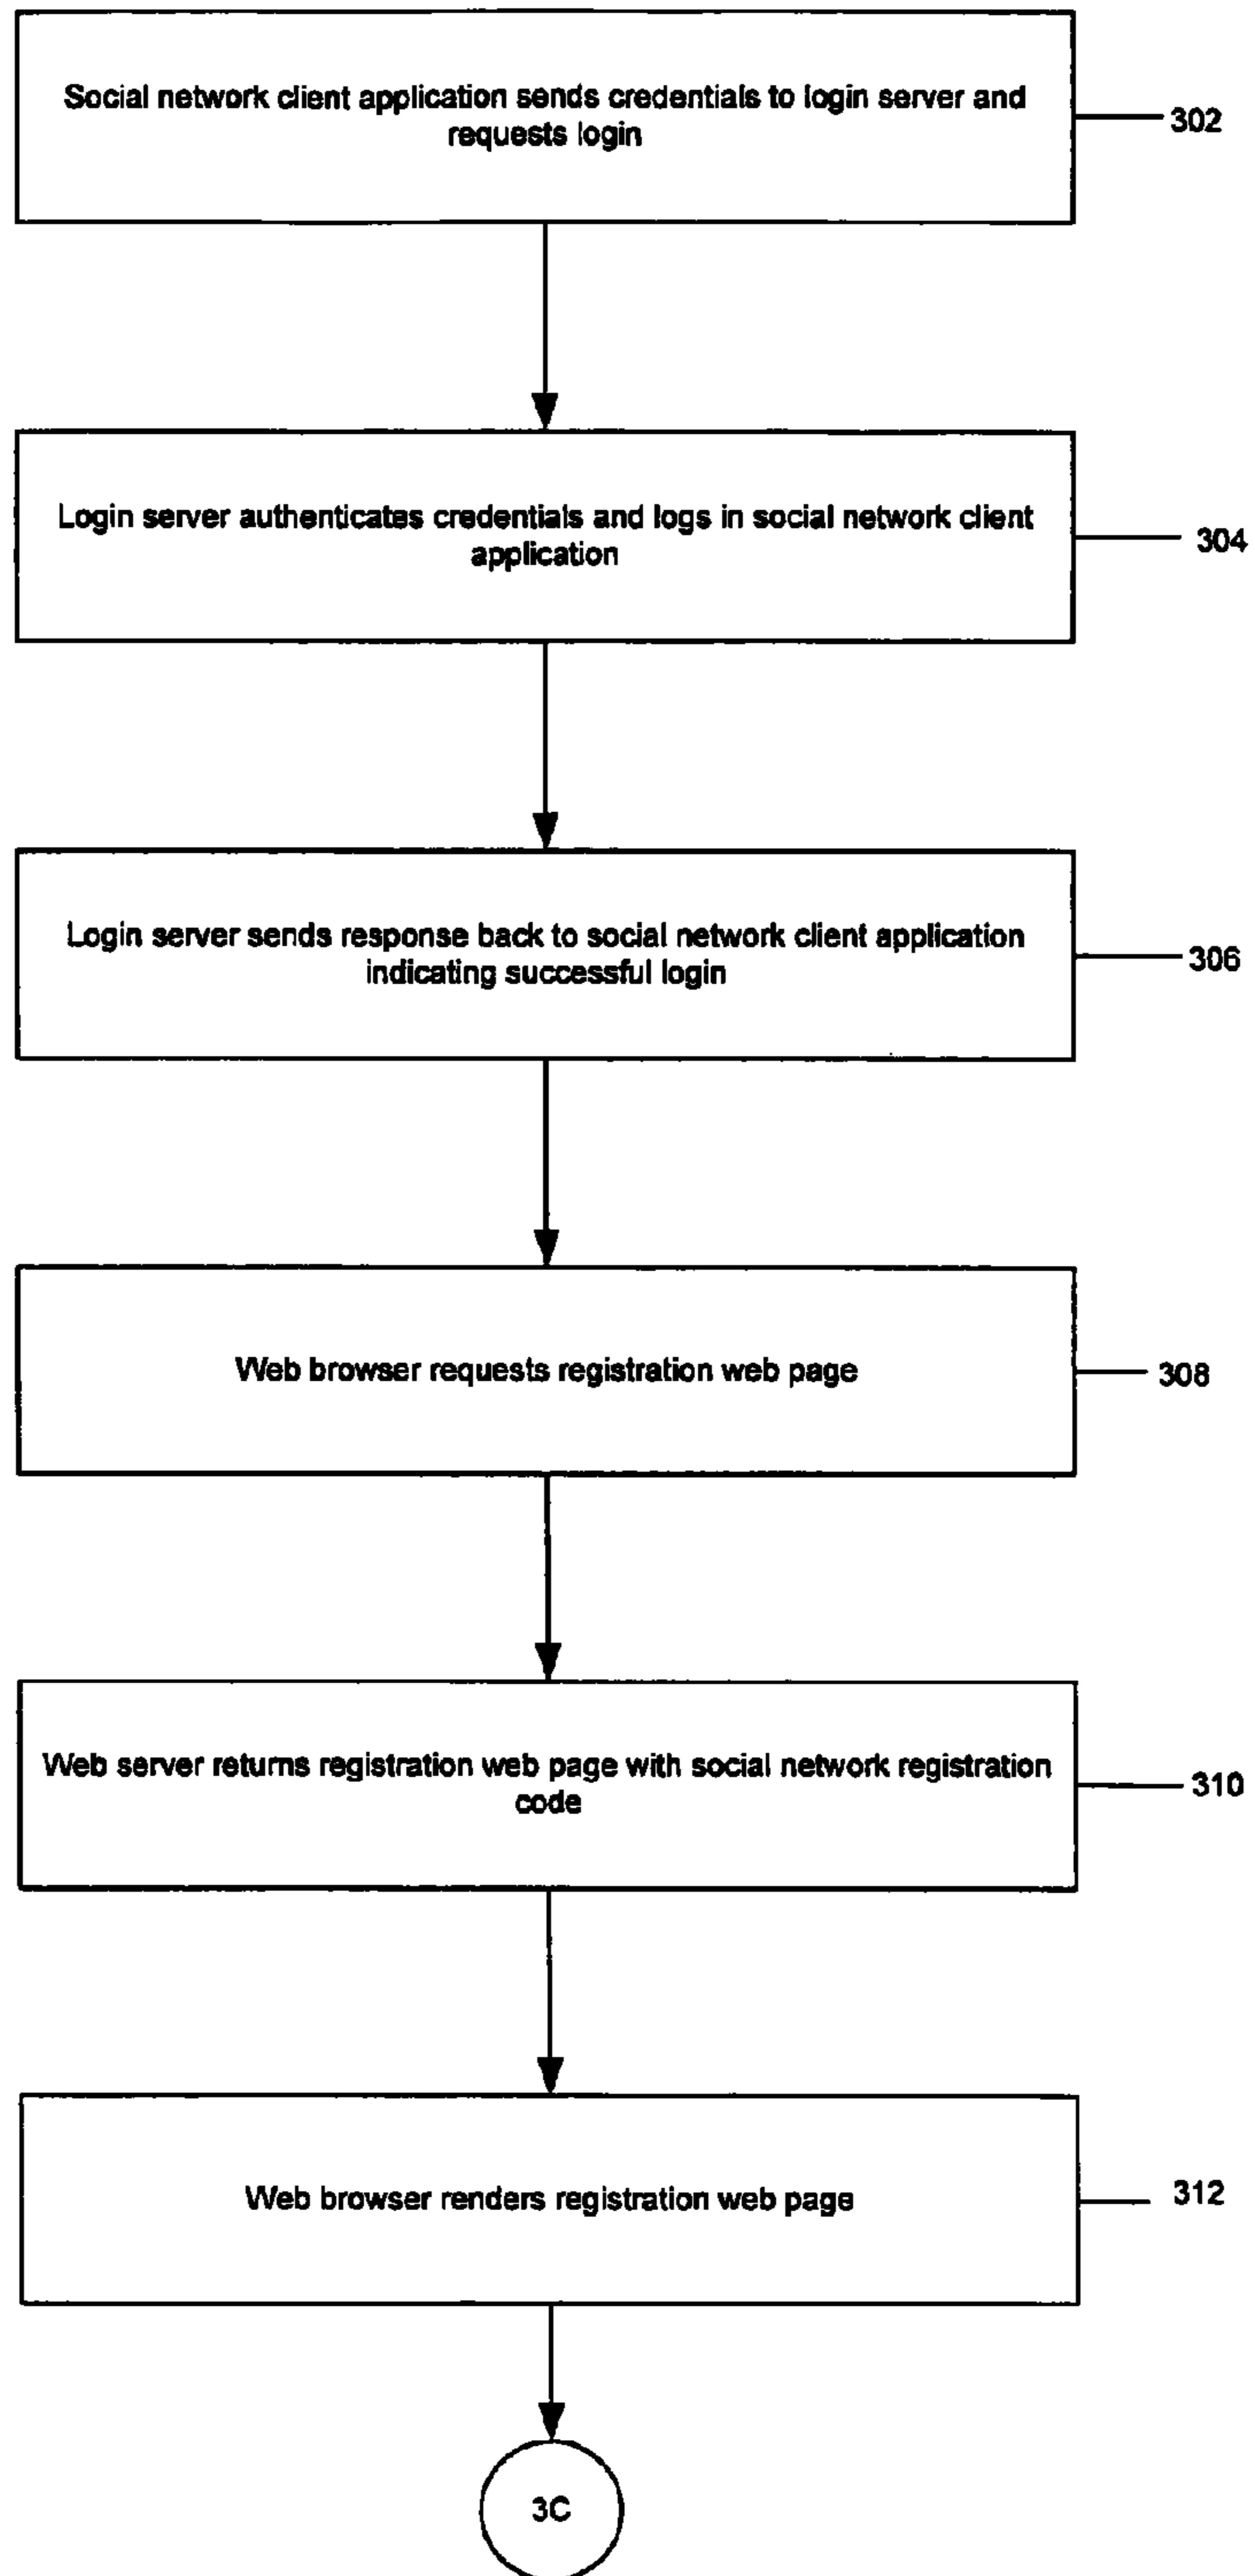 Social network client application sends credentials to login server and
requests login
302
Login server authenticates credentials and logs in social network client
application
304
Login server sends response back to social network client application
indicating successful login
306
Web browser requests registration web page
308
Web server returns registration web page with social network registration
code
310
Web browser renders registration web page
312
3C